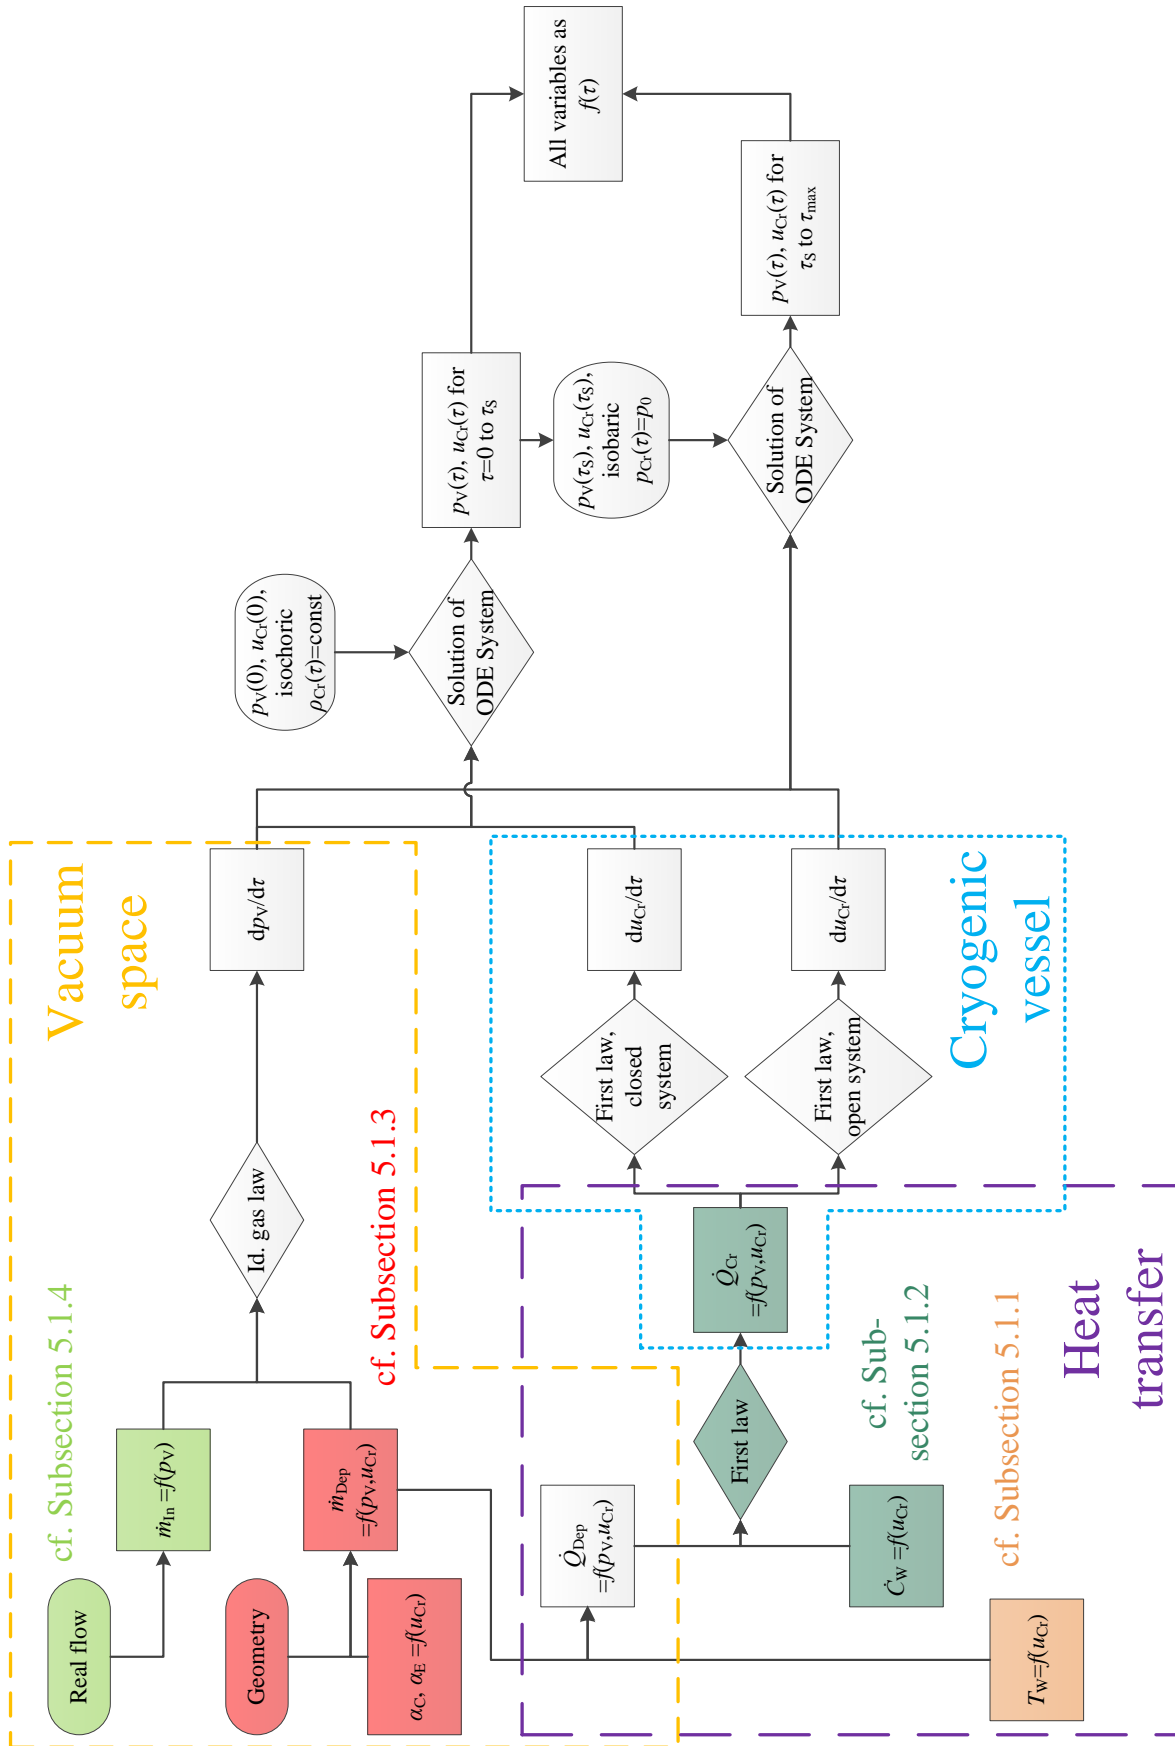 Vacuum
space
cf. Subsection 5.1.4
Real flow
ṁIn =f(pV)
Geometry
αC, αE =f(uCr)
ṁDep
=f(pV,uCr)
cf. Subsection 5.1.3
Id. gas law
dpV/dτ
Q̇Dep
=f(pV,uCr)
ĊW =f(uCr)
TW=f(uCr)
First law
Q̇Cr
=f(pV,uCr)
cf. Sub-
section 5.1.2
cf. Subsection 5.1.1
Heat
transfer
First law,
closed
system
duCr/dτ
First law,
open system
duCr/dτ
Cryogenic
vessel
pV(0), uCr(0),
isochoric
ρCr(τ)=const
Solution of
ODE System
pV(τ), uCr(τ) for
τ=0 to τS
pV(τS), uCr(τS),
isobaric
pCr(τ)=p0
Solution of
ODE System
pV(τ), uCr(τ) for
τS to τmax
All variables as
f(τ)